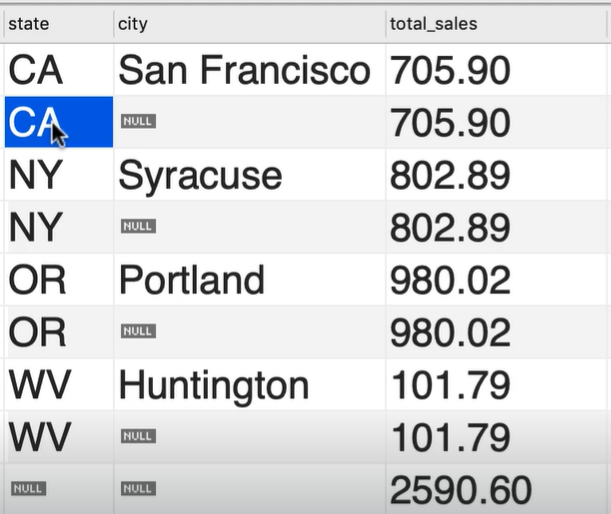 state city total_sales
CA San Francisco 705.90
CA NULL 705.90
NY Syracuse 802.89
NY NULL 802.89
OR Portland 980.02
OR NULL 980.02
WV Huntington 101.79
WV NULL 101.79
NULL NULL 2590.60